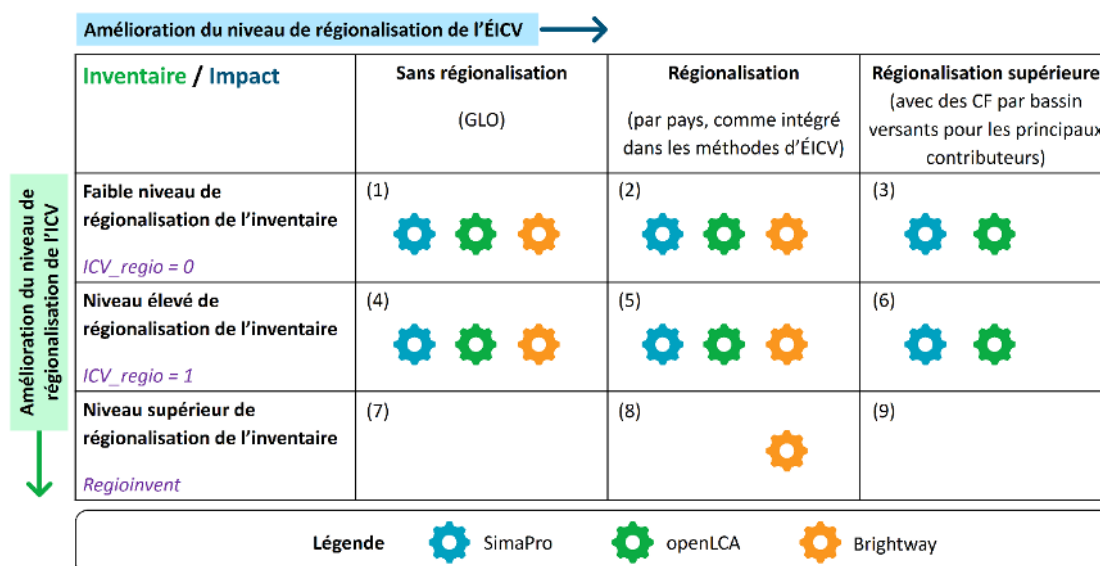 Amélioration du niveau de régionalisation de l'ÉICV
Amélioration du niveau de
régionalisation de l'ICV
Inventaire / Impact
Sans régionalisation
(GLO)
Régionalisation
(par pays, comme intégré
dans les méthodes d'ÉICV)
Régionalisation supérieure
(avec des CF par bassin
versants pour les principaux
contributeurs)
Faible niveau de
régionalisation de l'inventaire
ICV_regio = 0
(1)
(2)
(3)
Niveau élevé de
régionalisation de l'inventaire
ICV_regio = 1
(4)
(5)
(6)
Niveau supérieur de
régionalisation de l'inventaire
Regioinvent
(7)
(8)
(9)
Légende
SimaPro
openLCA
Brightway